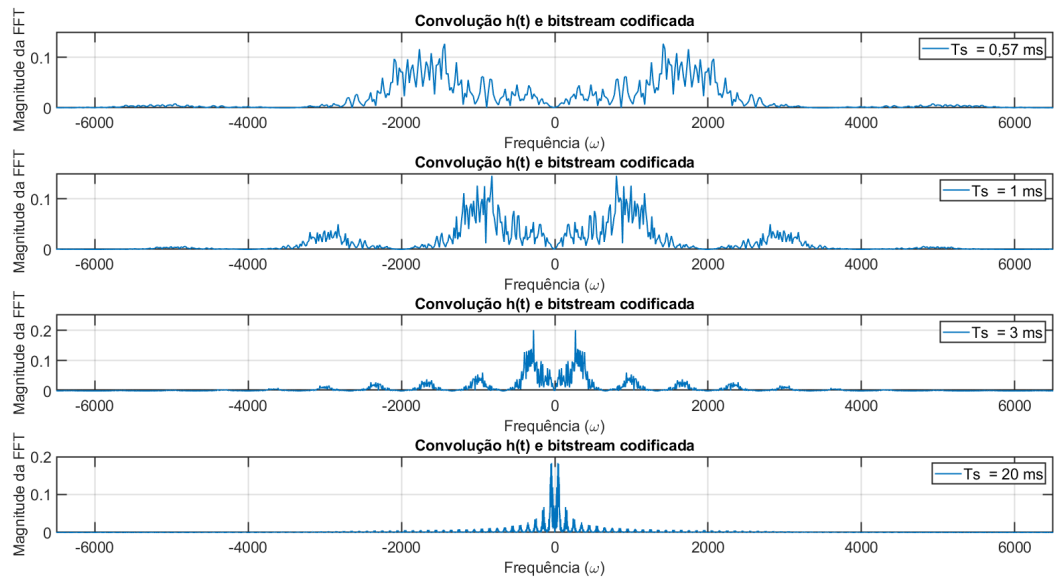 Convolução h(t) e bitstream codificada
Magnitude da FFT
0.1
0
Ts = 0,57 ms
-6000 -4000 -2000 0 2000 4000 6000
Frequência (ω)
Convolução h(t) e bitstream codificada
Magnitude da FFT
0.1
0
Ts = 1 ms
-6000 -4000 -2000 0 2000 4000 6000
Frequência (ω)
Convolução h(t) e bitstream codificada
Magnitude da FFT
0.2
0.1
0
Ts = 3 ms
-6000 -4000 -2000 0 2000 4000 6000
Frequência (ω)
Convolução h(t) e bitstream codificada
Magnitude da FFT
0.2
0.1
0
Ts = 20 ms
-6000 -4000 -2000 0 2000 4000 6000
Frequência (ω)